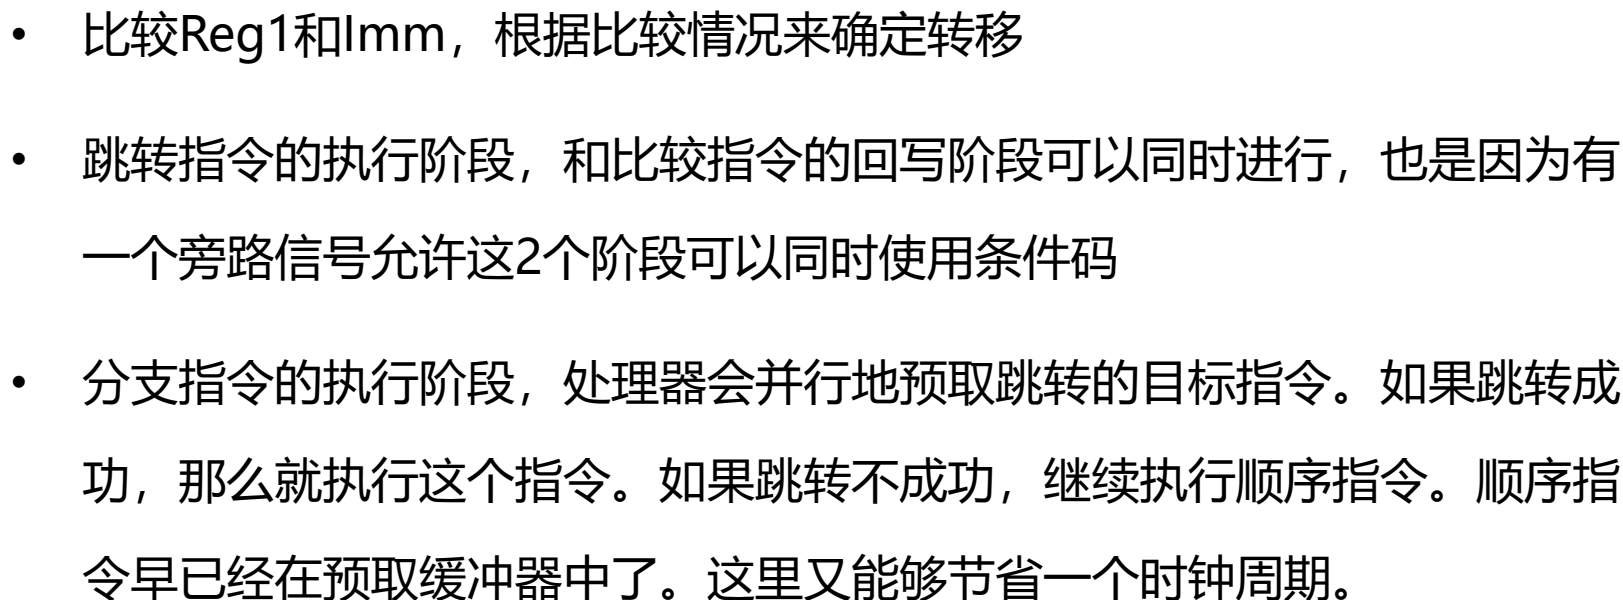 • 比较Reg1和Imm，根据比较情况来确定转移
• 跳转指令的执行阶段，和比较指令的回写阶段可以同时进行，也是因为有
一个旁路信号允许这2个阶段可以同时使用条件码
• 分支指令的执行阶段，处理器会并行地预取跳转的目标指令。如果跳转成
功，那么就执行这个指令。如果跳转不成功，继续执行顺序指令。顺序指
令早已经在预取缓冲器中了。这里又能够节省一个时钟周期。